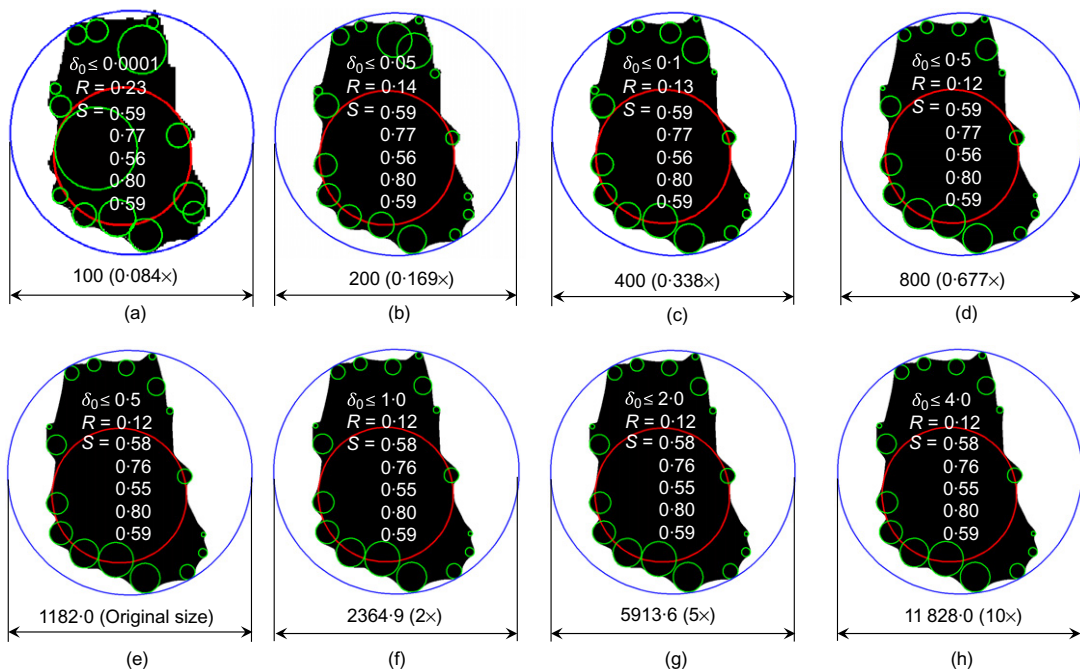 δ₀ ≤ 0·0001
R = 0·23
S = 0·59
0·77
0·56
0·80
0·59
100 (0·084×)
(a)
δ₀ ≤ 0·05
R = 0·14
S = 0·59
0·77
0·56
0·80
0·59
200 (0·169×)
(b)
δ₀ ≤ 0·1
R = 0·13
S = 0·59
0·77
0·56
0·80
0·59
400 (0·338×)
(c)
δ₀ ≤ 0·5
R = 0·12
S = 0·59
0·77
0·56
0·80
0·59
800 (0·677×)
(d)
δ₀ ≤ 0·5
R = 0·12
S = 0·58
0·76
0·55
0·80
0·59
1182·0 (Original size)
(e)
δ₀ ≤ 1·0
R = 0·12
S = 0·58
0·76
0·55
0·80
0·59
2364·9 (2×)
(f)
δ₀ ≤ 2·0
R = 0·12
S = 0·58
0·76
0·55
0·80
0·59
5913·6 (5×)
(g)
δ₀ ≤ 4·0
R = 0·12
S = 0·58
0·76
0·55
0·80
0·59
11 828·0 (10×)
(h)